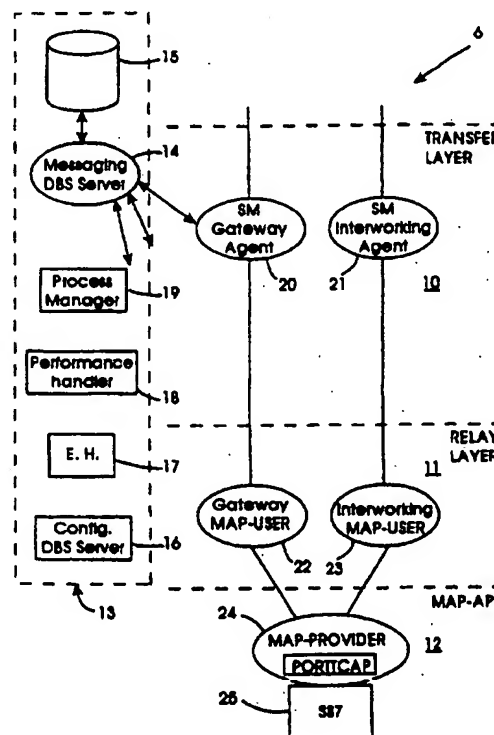 15
6
14
Messaging
DBS Server
TRANSFER
LAYER
SM
Gateway
Agent
SM
Interworking
Agent
20
21
10
Process
Manager
19
Performance
handler
18
E. H.
17
RELAY
LAYER
11
Config.
DBS Server
16
Gateway
MAP-USER
22
Interworking
MAP-USER
23
13
MAP-AP
24
MAP-PROVIDER
PORTTCAP
12
25
SS7